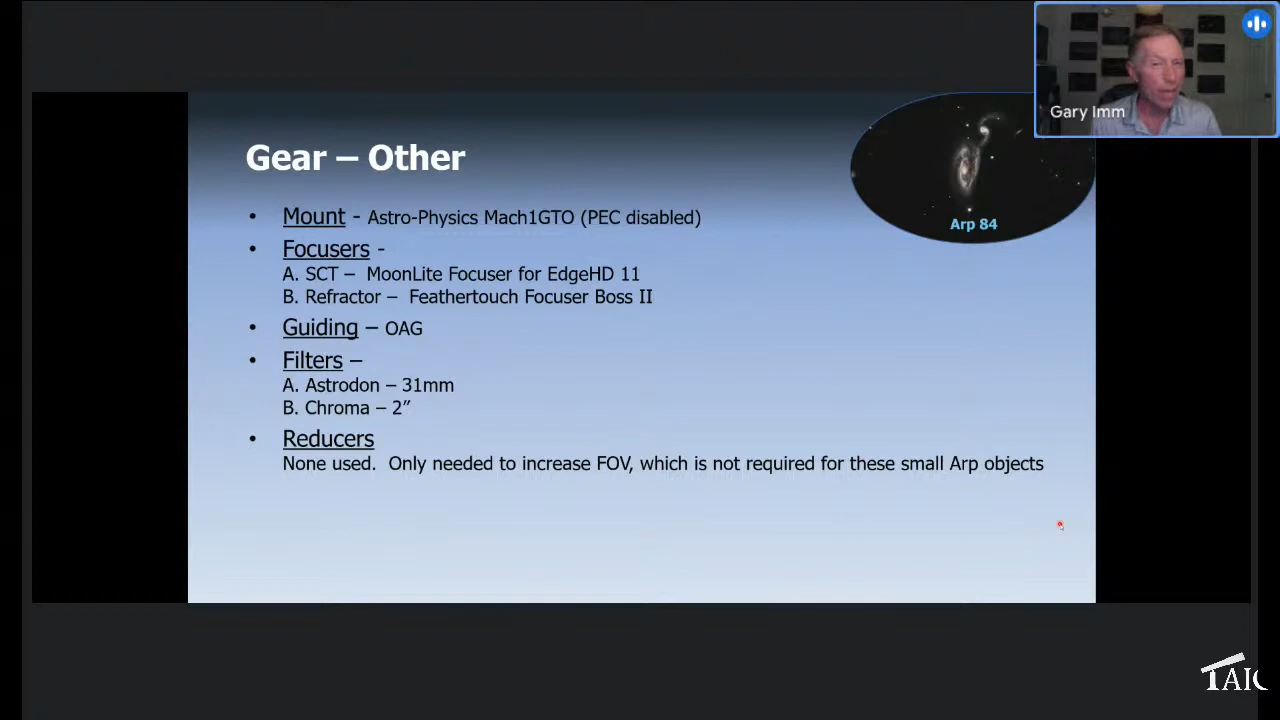 Gary Imm
Gear – Other
Arp 84
• Mount - Astro-Physics Mach1GTO (PEC disabled)
• Focusers -
A. SCT – MoonLite Focuser for EdgeHD 11
B. Refractor – Feathertouch Focuser Boss II
• Guiding – OAG
• Filters –
A. Astrodon – 31mm
B. Chroma – 2”
• Reducers
None used. Only needed to increase FOV, which is not required for these small Arp objects
TAIC